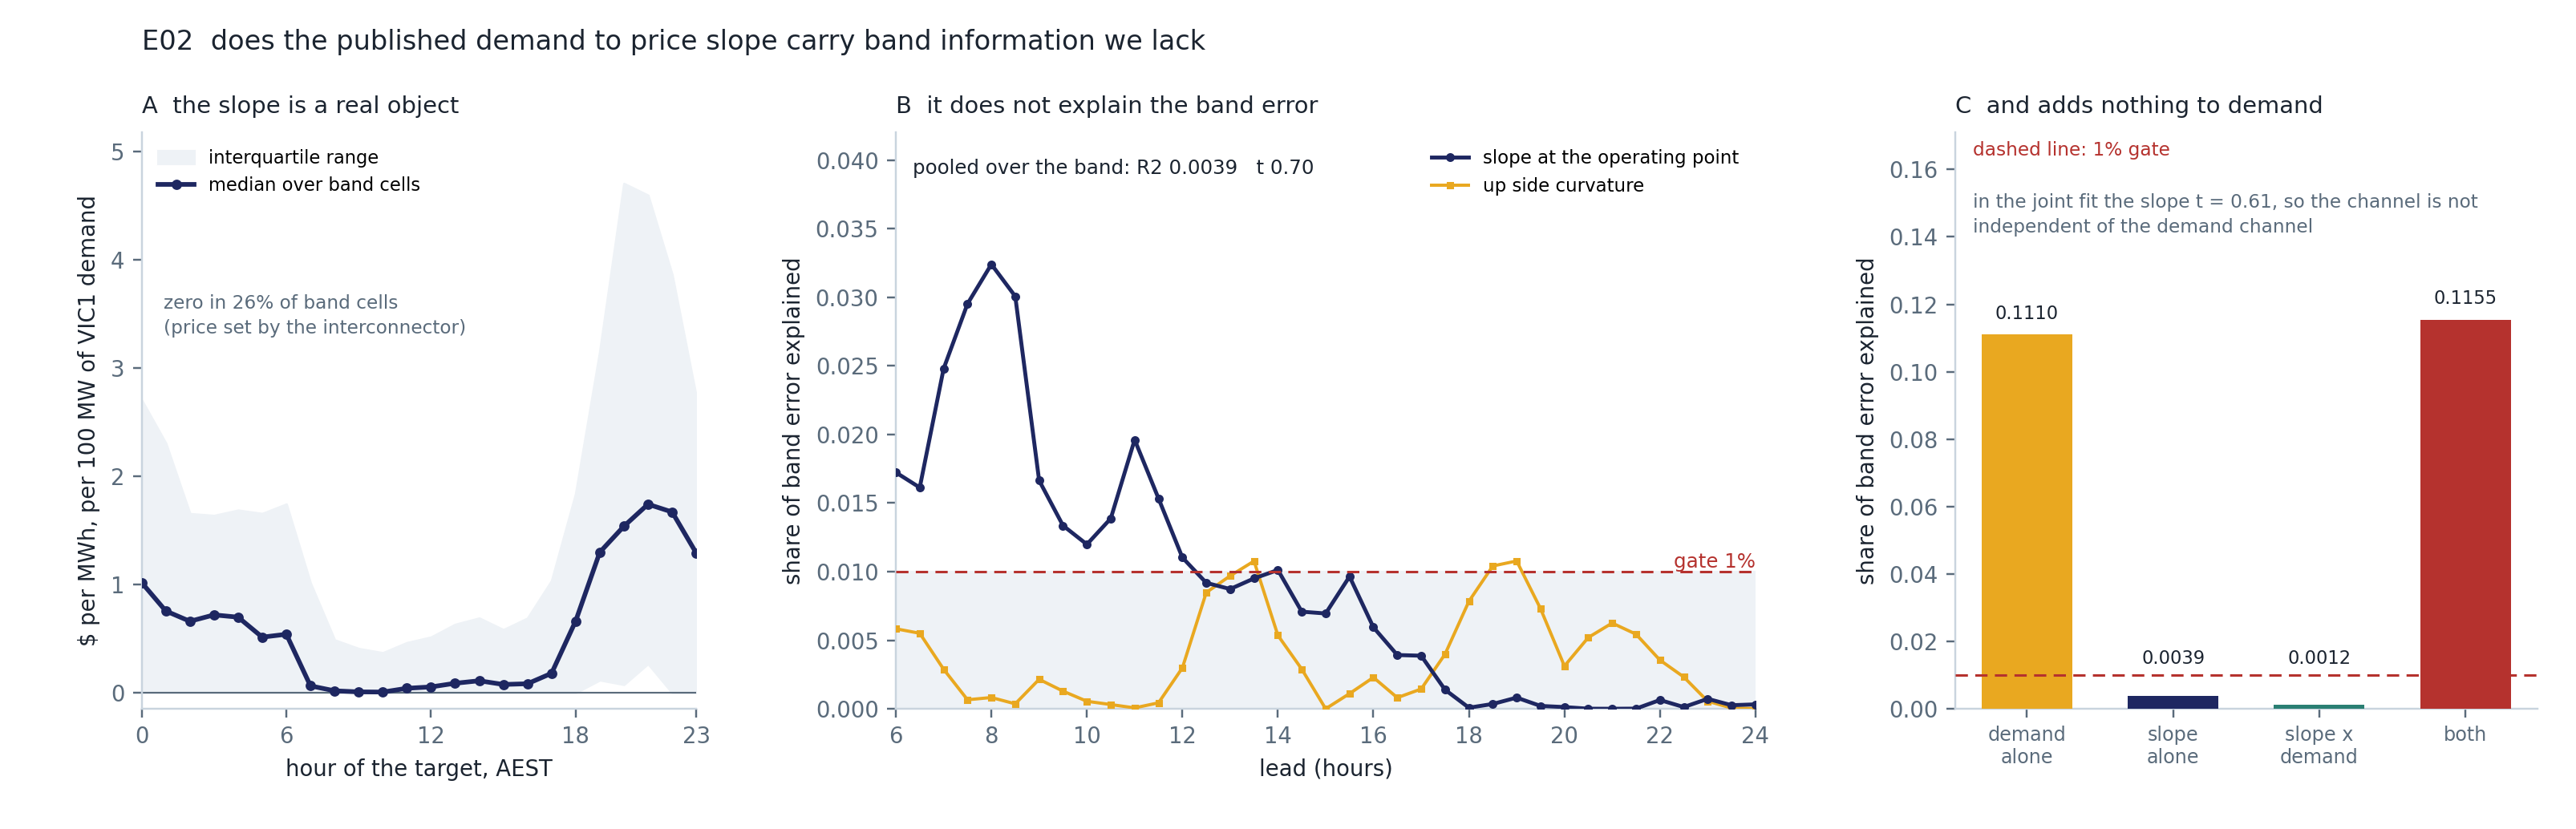 E02  does the published demand to price slope carry band information we lack
A  the slope is a real object
5
4
3
2
1
0
$ per MWh, per 100 MW of VIC1 demand
interquartile range
median over band cells
zero in 26% of band cells
(price set by the interconnector)
0
6
12
18
23
hour of the target, AEST
B  it does not explain the band error
0.040
0.035
0.030
0.025
0.020
0.015
0.010
0.005
0.000
share of band error explained
pooled over the band: R2 0.0039   t 0.70
slope at the operating point
up side curvature
gate 1%
6
8
10
12
14
16
18
20
22
24
lead (hours)
C  and adds nothing to demand
0.16
0.14
0.12
0.10
0.08
0.06
0.04
0.02
0.00
share of band error explained
dashed line: 1% gate
in the joint fit the slope t = 0.61, so the channel is not
independent of the demand channel
0.1110
0.0039
0.0012
0.1155
demand
alone
slope
alone
slope x
demand
both